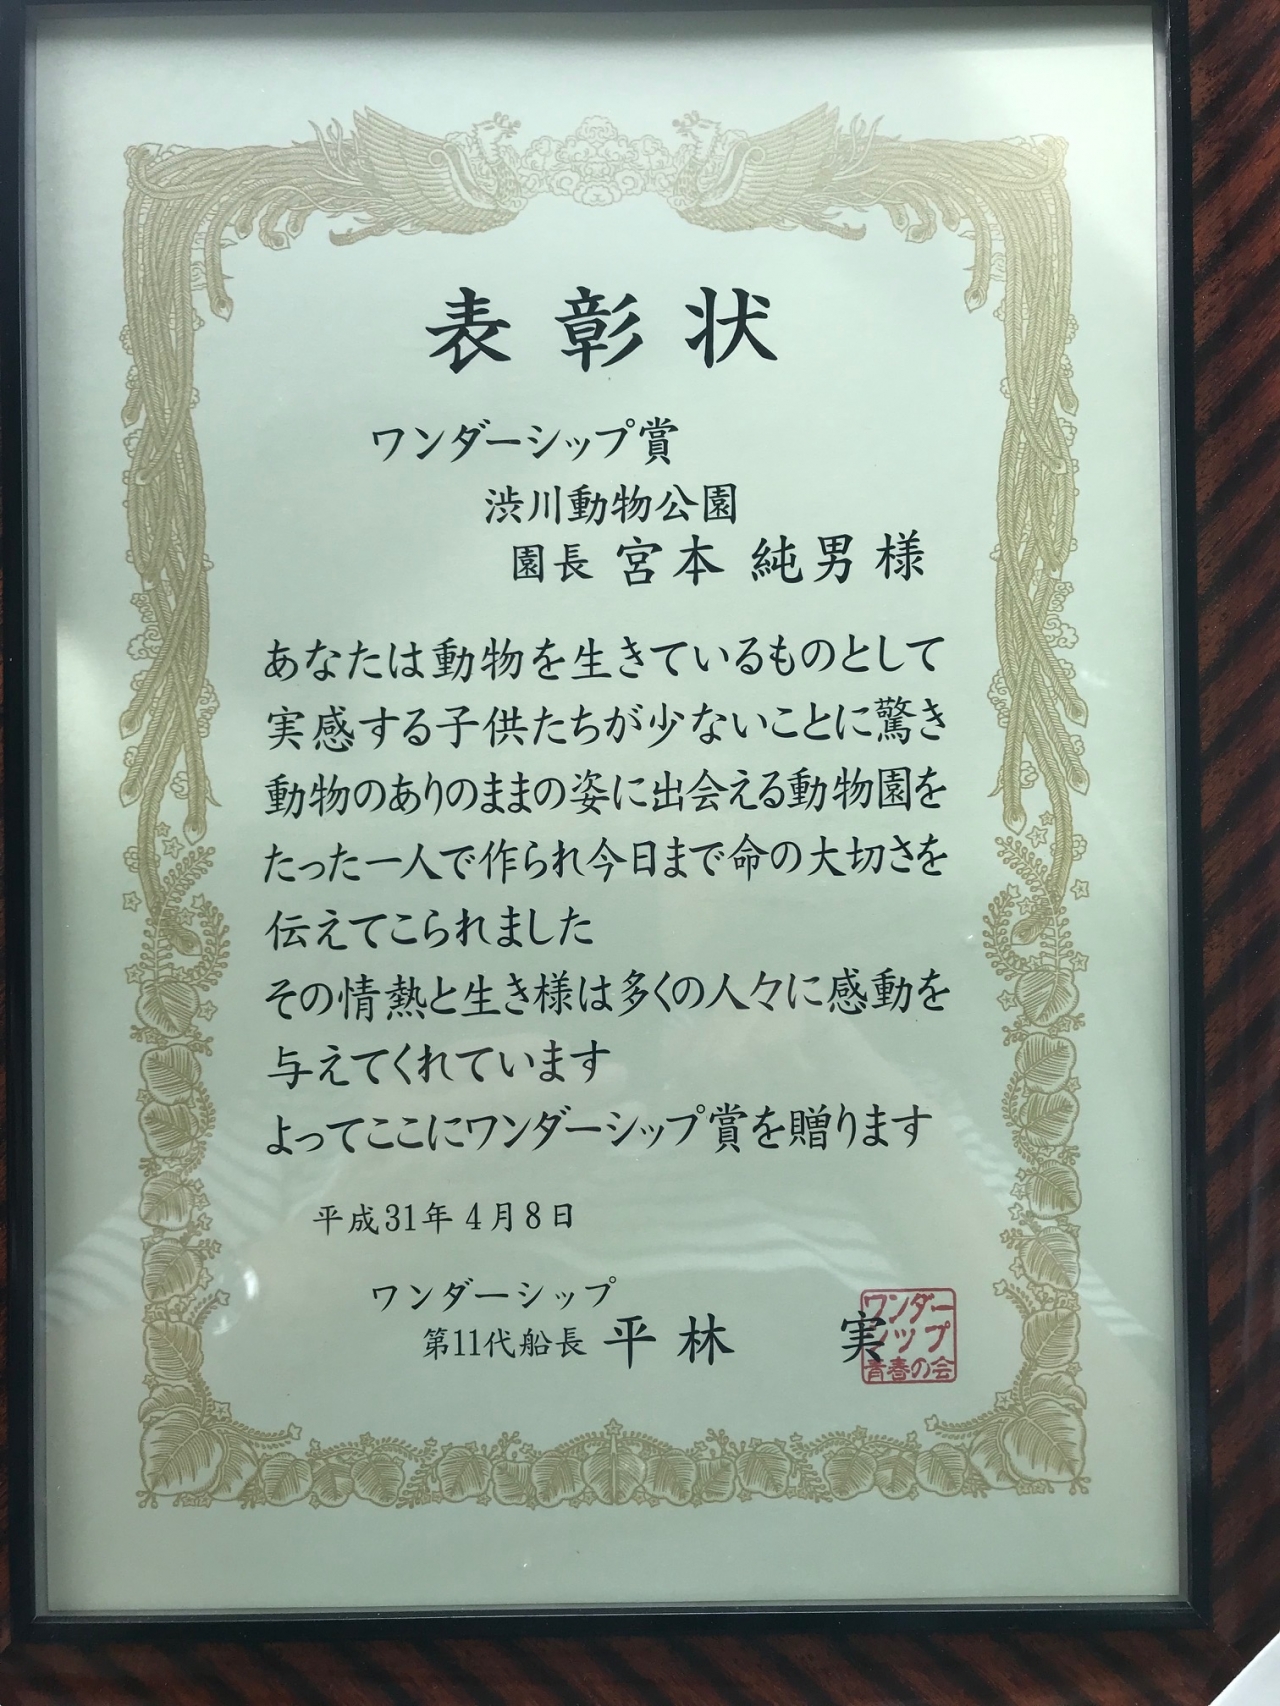 表彰状
ワンダーシップ賞
渋川動物公園
園長 宮本 純男 様
あなたは動物を生きているものとして
実感する子供たちが少ないことに驚き
動物のありのままの姿に出会える動物園を
たった一人で作られ今日まで命の大切さを
伝えてこられました
その情熱と生き様は多くの人々に感動を
与えてくれています
よってここにワンダーシップ賞を贈ります
平成31年4月8日
ワンダーシップ
第11代船長 平林 実
ワンダー
シップ
青春の会